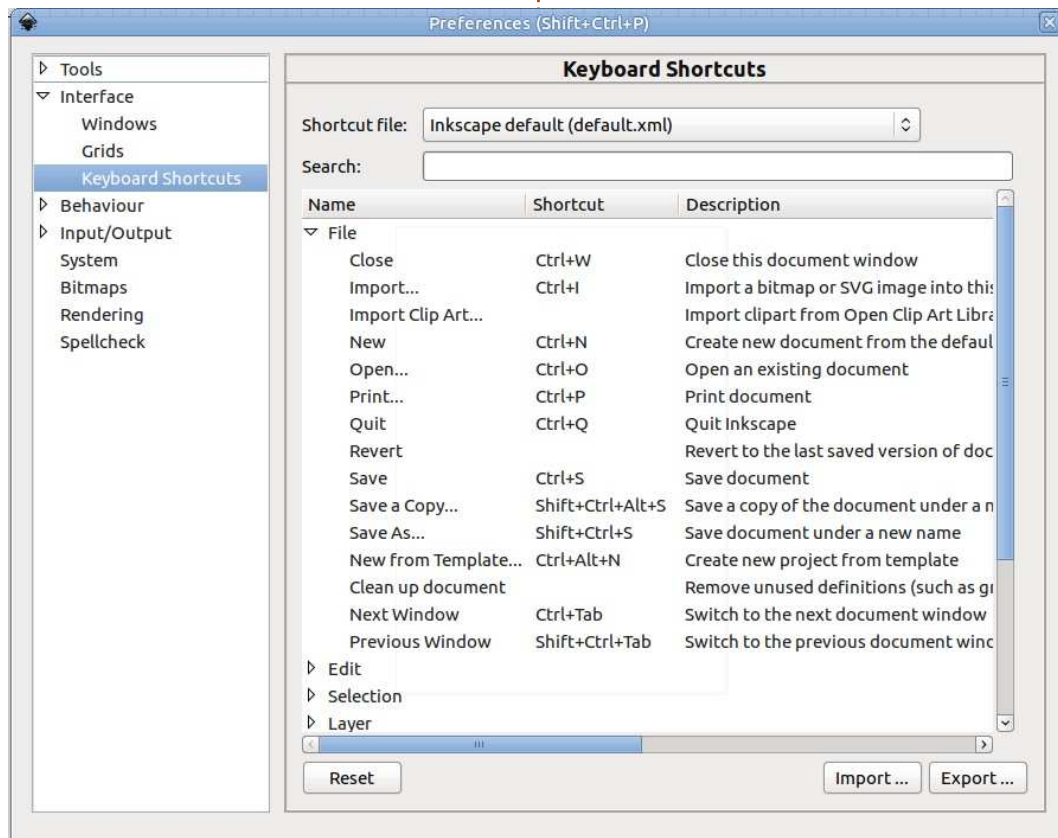 Preferences (Shift+Ctrl+P)
Tools
Interface
Windows
Grids
Keyboard Shortcuts
Behaviour
Input/Output
System
Bitmaps
Rendering
Spellcheck
Keyboard Shortcuts
Shortcut file: Inkscape default (default.xml)
Search:
Name Shortcut Description
File
Close Ctrl+W Close this document window
Import... Ctrl+I Import a bitmap or SVG image into this
Import Clip Art... Import clipart from Open Clip Art Libra
New Ctrl+N Create new document from the defaul
Open... Ctrl+O Open an existing document
Print... Ctrl+P Print document
Quit Ctrl+Q Quit Inkscape
Revert Revert to the last saved version of doc
Save Ctrl+S Save document
Save a Copy... Shift+Ctrl+Alt+S Save a copy of the document under a n
Save As... Shift+Ctrl+S Save document under a new name
New from Template... Ctrl+Alt+N Create new project from template
Clean up document Remove unused definitions (such as gr
Next Window Ctrl+Tab Switch to the next document window
Previous Window Shift+Ctrl+Tab Switch to the previous document winc
Edit
Selection
Layer
Reset Import ... Export ...